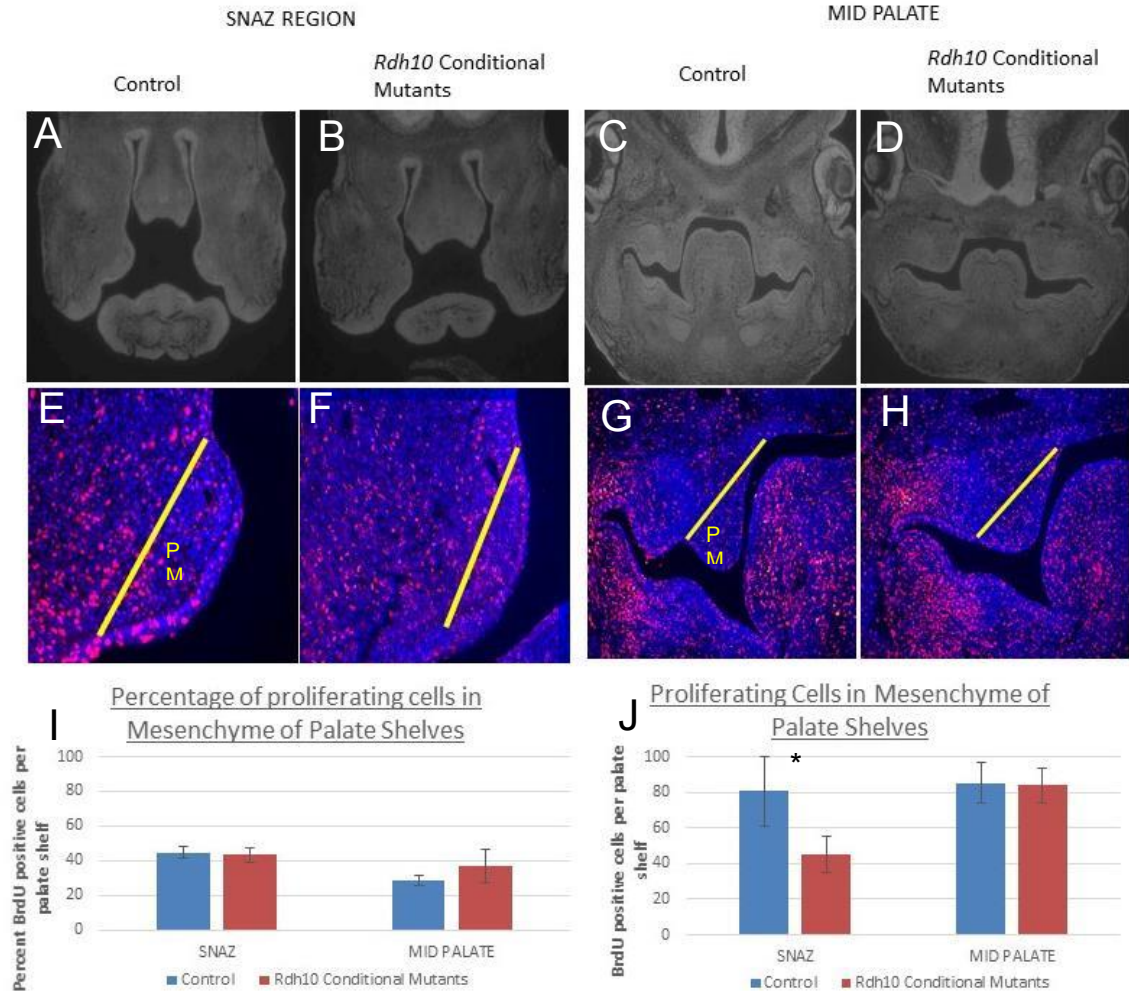 SNAZ REGION
MID PALATE
Control
Rdh10 Conditional
Mutants
Control
Rdh10 Conditional
Mutants
A
B
C
D
E
F
G
H
P
M
P
M
I
Percentage of proliferating cells in
Mesenchyme of Palate Shelves
Percent BrdU positive cells per
palate shelf
100
80
60
40
20
0
SNAZ
MID PALATE
Control
Rdh10 Conditional Mutants
J
Proliferating Cells in Mesenchyme of
Palate Shelves
BrdU positive cells per palate
shelf
100
80
60
40
20
0
*
SNAZ
MID PALATE
Control
Rdh10 Conditional Mutants